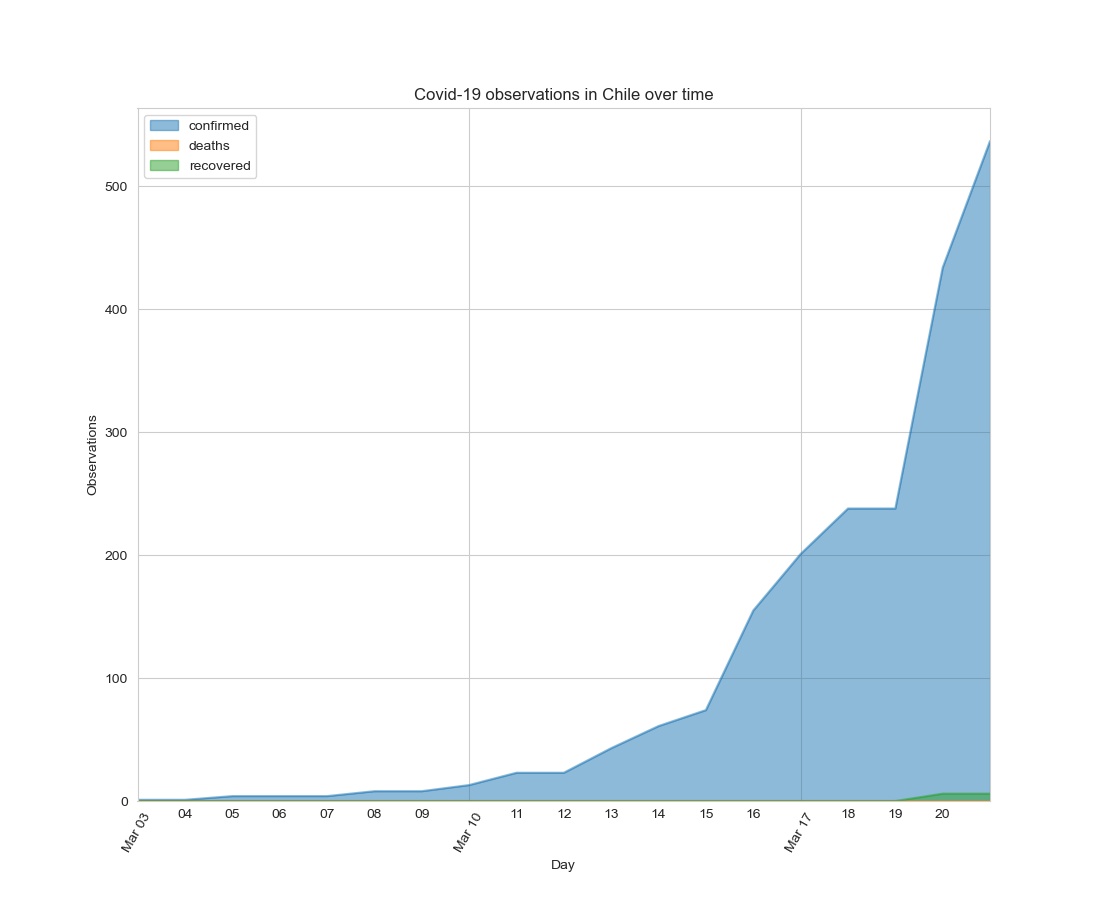 Covid-19 observations in Chile over time
confirmed
deaths
recovered
500
400
300
200
100
0
Observations
Mar 03 04 05 06 07 08 09 Mar 10 11 12 13 14 15 16 Mar 17 18 19 20
Day